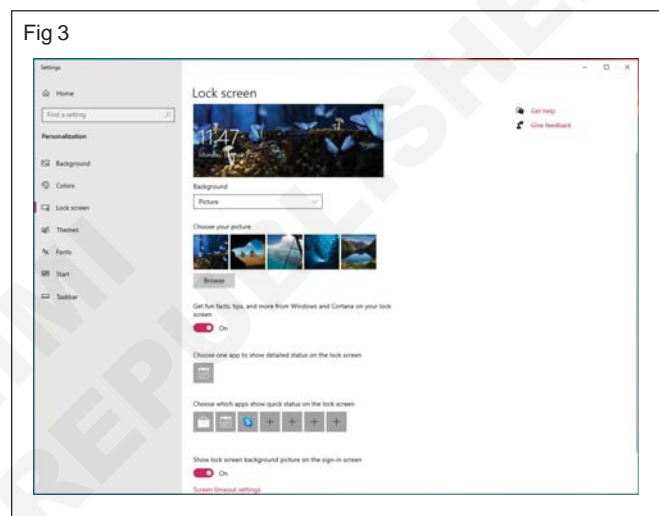 Fig 3
Settings
Home
Find a setting
Personalization
Background
Colors
Lock screen
Themes
Fonts
Start
Taskbar
Lock screen
11:47
Monday,
Background
Picture
Choose your picture
Browse
Get fun facts, tips, and more from Windows and Cortana on your lock
screen
On
Choose one app to show detailed status on the lock screen
Choose which apps show quick status on the lock screen
Show lock screen background picture on the sign-in screen
On
Screen timeout settings
Get help
Give feedback
REPUBLISHE